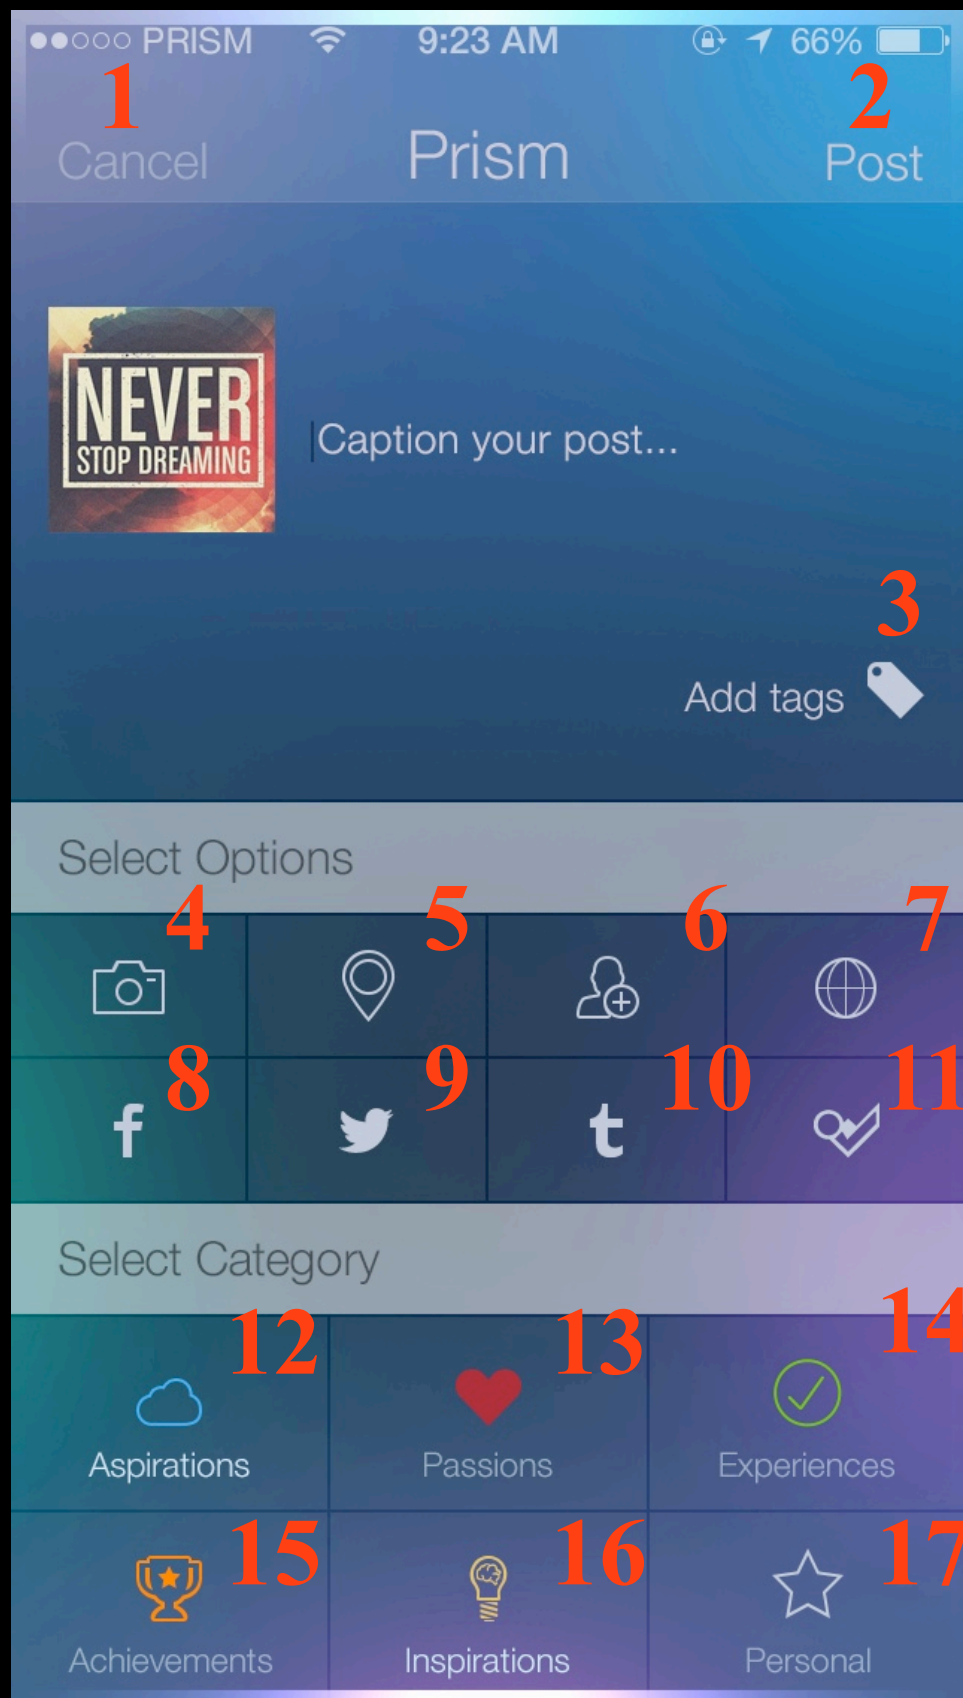 PRISM 9:23 AM 66%
1 2
Cancel Prism Post
NEVER
STOP DREAMING
Caption your post...
3
Add tags
Select Options
4 5 6 7
8 9 10 11
f t
Select Category
12 13 14
Aspirations Passions Experiences
15 16 17
Achievements Inspirations Personal